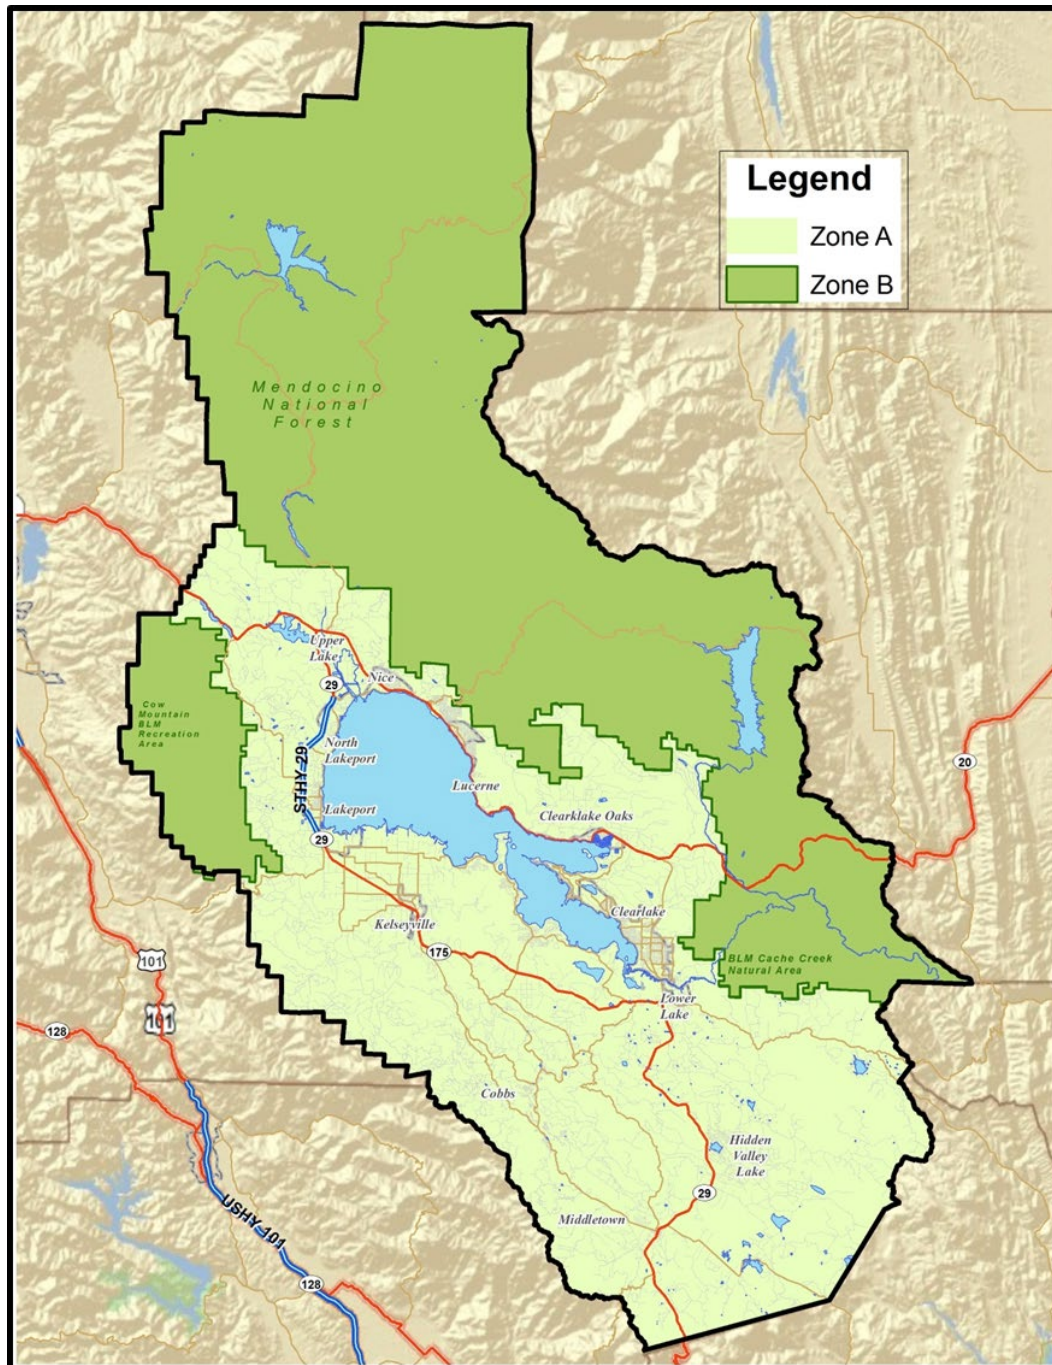 Legend
Zone A
Zone B
Mendocino
National
Forest
Upper
Lake
Nice
29
Cow
Mountain
BLM
Recreation
Area
North
Lakeport
STHY 29
Lucerne
20
Lakeport
Clearklake Oaks
29
Kelseyville
Clearlake
175
101
BLM Cache Creek
Natural Area
Lower
Lake
101
128
Cobbs
Hidden
Valley
Lake
29
Middletown
USHY 101
128